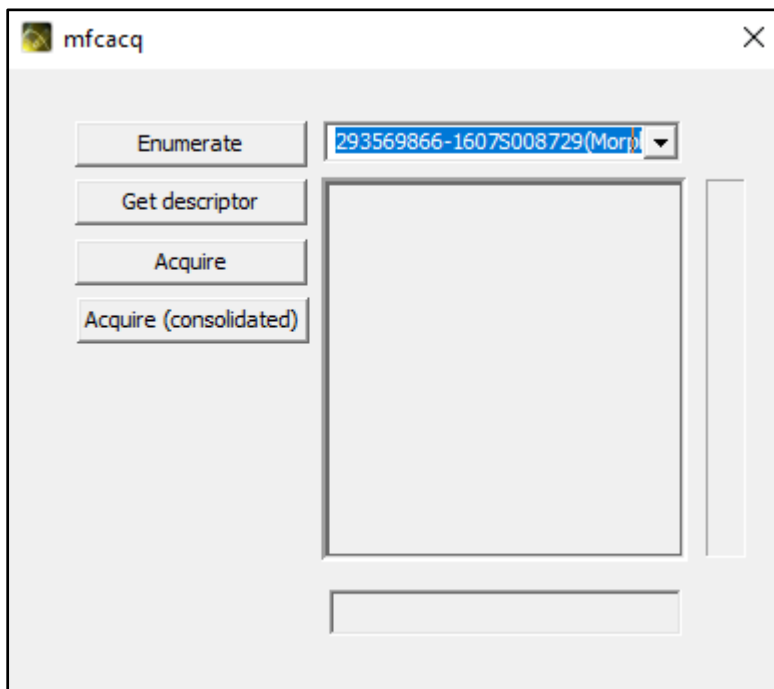 mfcacq
Enumerate
293569866-1607S008729(Morp
Get descriptor
Acquire
Acquire (consolidated)